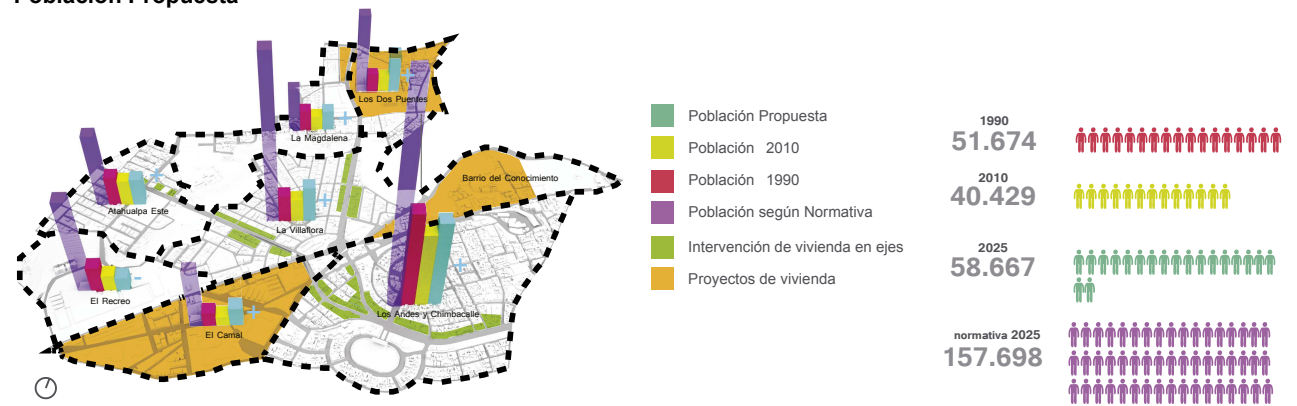 Población Propuesta
Los Dos Puentes
La Magdalena
Barrio del Conocimiento
Atahualpa Este
La Villaflora
El Recreo
El Camal
Los Andes y Chimbacalle
Población Propuesta
Población 2010
Población 1990
Población según Normativa
Intervención de vivienda en ejes
Proyectos de vivienda
1990
51.674
2010
40.429
2025
58.667
normativa 2025
157.698